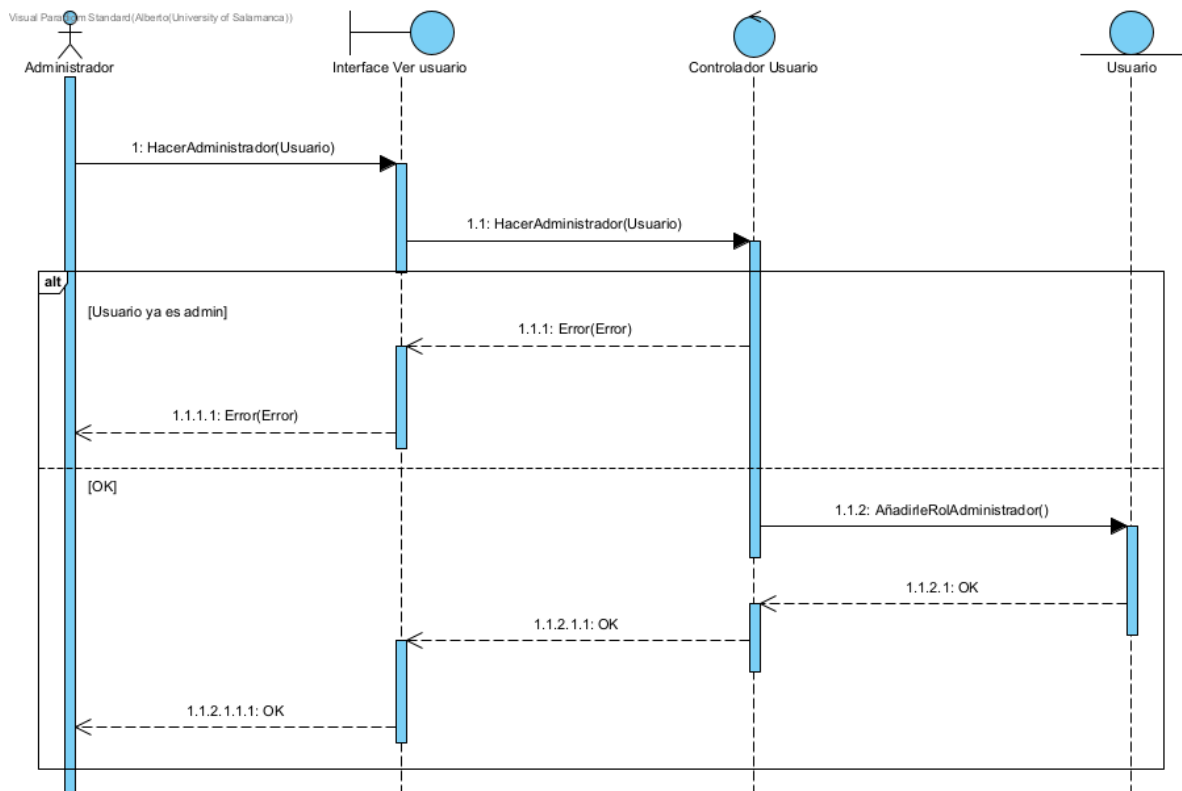 Visual Paradigm Standard(Alberto(University of Salamanca))
Administrador
Interface Ver usuario
Controlador Usuario
Usuario
1: HacerAdministrador(Usuario)
1.1: HacerAdministrador(Usuario)
alt
[Usuario ya es admin]
1.1.1: Error(Error)
1.1.1.1: Error(Error)
[OK]
1.1.2: AñadirleRolAdministrador()
1.1.2.1: OK
1.1.2.1.1: OK
1.1.2.1.1.1: OK